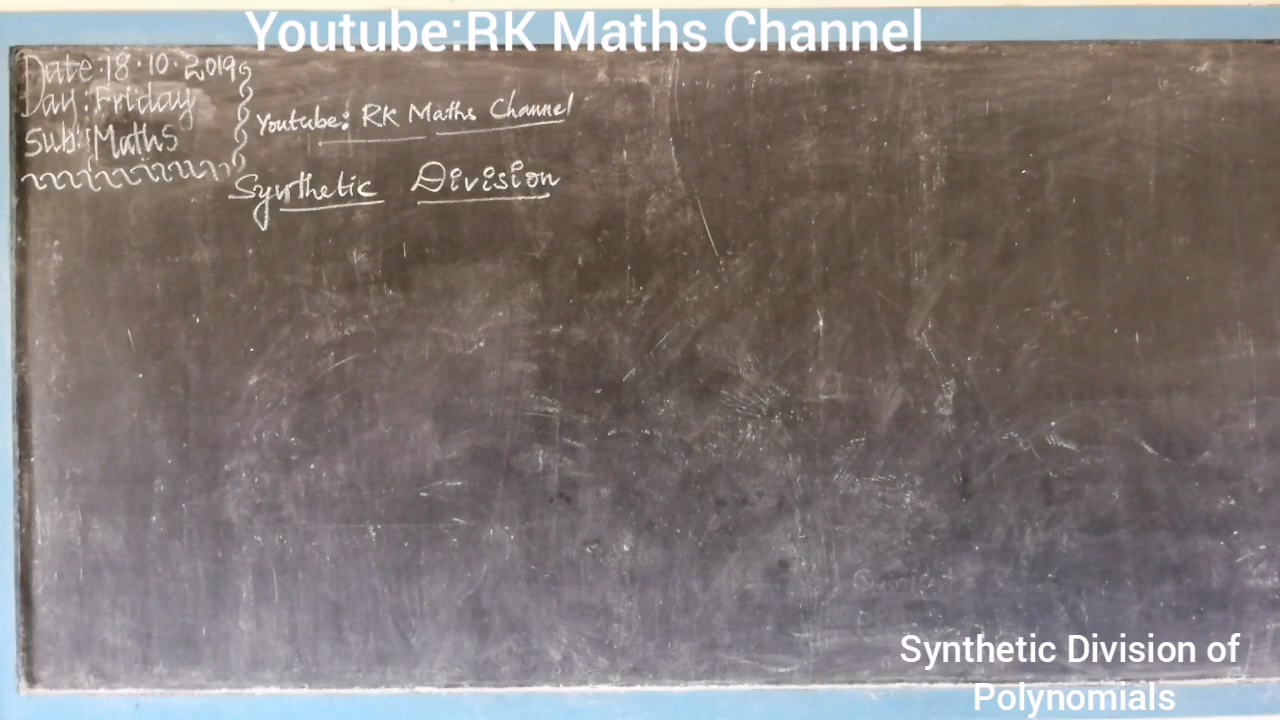 Youtube:RK Maths Channel
Date:18.10.2019
Day:Friday
Sub:Maths
Youtube: RK Maths Channel
Synthetic Division
Synthetic Division of
Polynomials